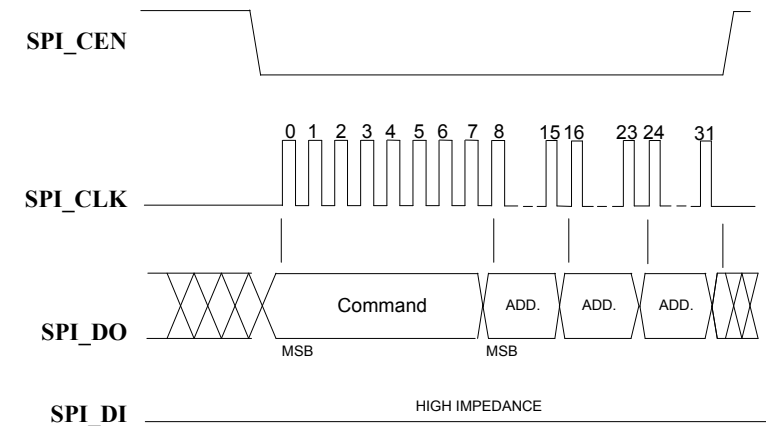 SPI_CEN
0 1 2 3 4 5 6 7 8 15 16 23 24 31
SPI_CLK
Command ADD. ADD. ADD.
SPI_DO
MSB MSB
HIGH IMPEDANCE
SPI_DI